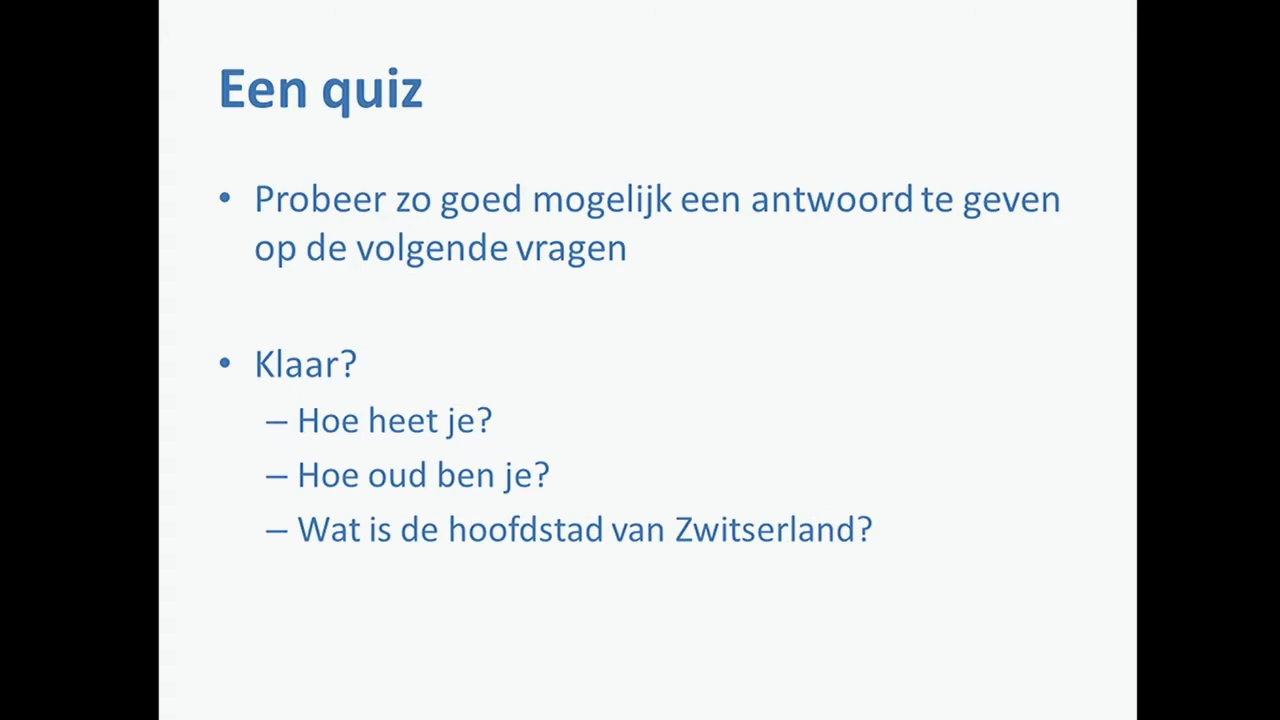 Een quiz
• Probeer zo goed mogelijk een antwoord te geven
op de volgende vragen
• Klaar?
– Hoe heet je?
– Hoe oud ben je?
– Wat is de hoofdstad van Zwitserland?